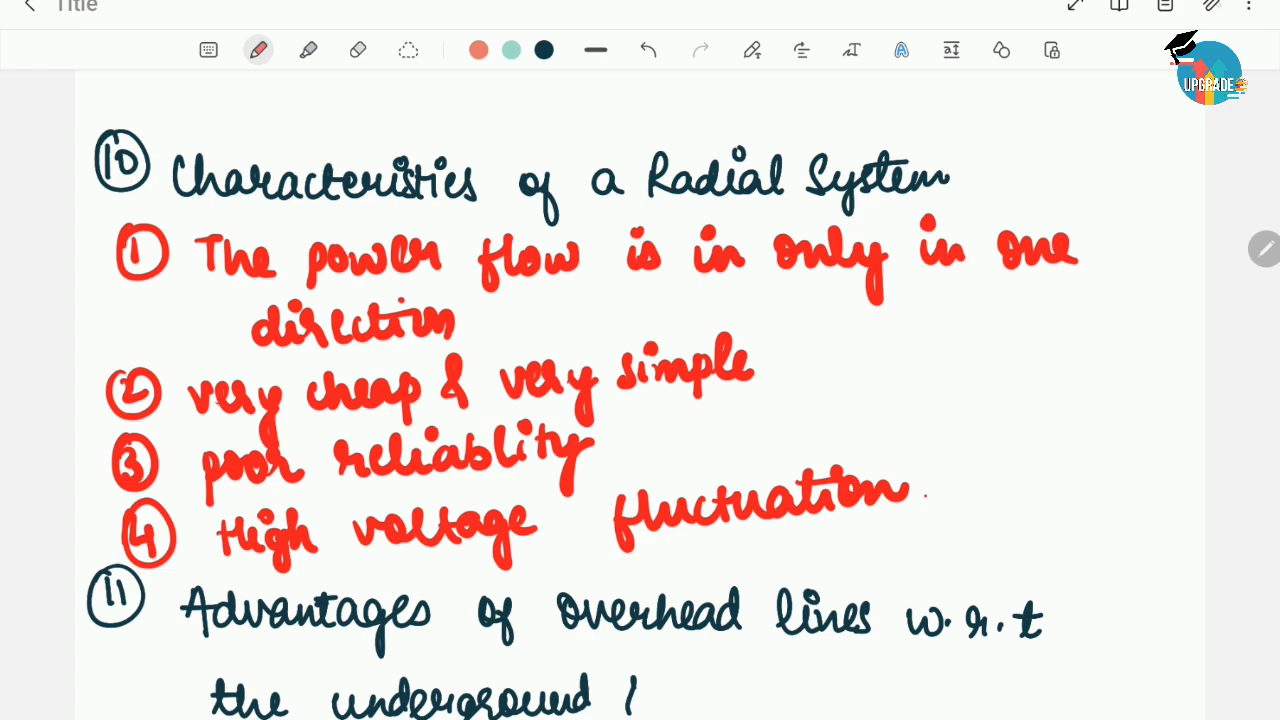 Title
UPGRADE
10 Characteristics of a Radial System
1 The power flow is in only in one
direction
2 very cheap & very simple
3 poor reliablity
4 High voltage fluctuation.
11 Advantages of overhead lines w.r.t
the underground